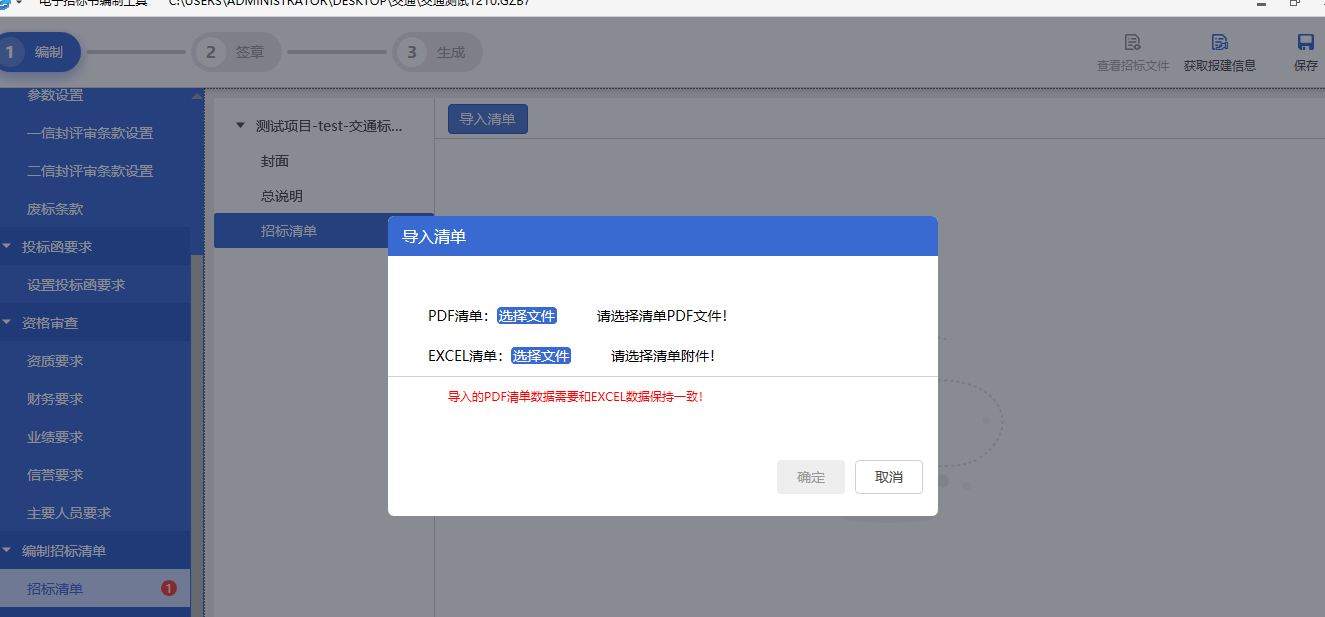 电子招标书编制工具 C:\USERS\ADMINISTRATOR\DESKTOP\交通\交通测试1210.GZB7
1 编制
2 签章
3 生成
查看招标文件
获取报建信息
保存
参数设置
一信封评审条款设置
二信封评审条款设置
废标条款
投标函要求
设置投标函要求
资格审查
资质要求
财务要求
业绩要求
信誉要求
主要人员要求
编制招标清单
招标清单 1
测试项目-test-交通标...
封面
总说明
招标清单
导入清单
导入清单
PDF清单: 选择文件 请选择清单PDF文件!
EXCEL清单: 选择文件 请选择清单附件!
导入的PDF清单数据需要和EXCEL数据保持一致!
确定 取消